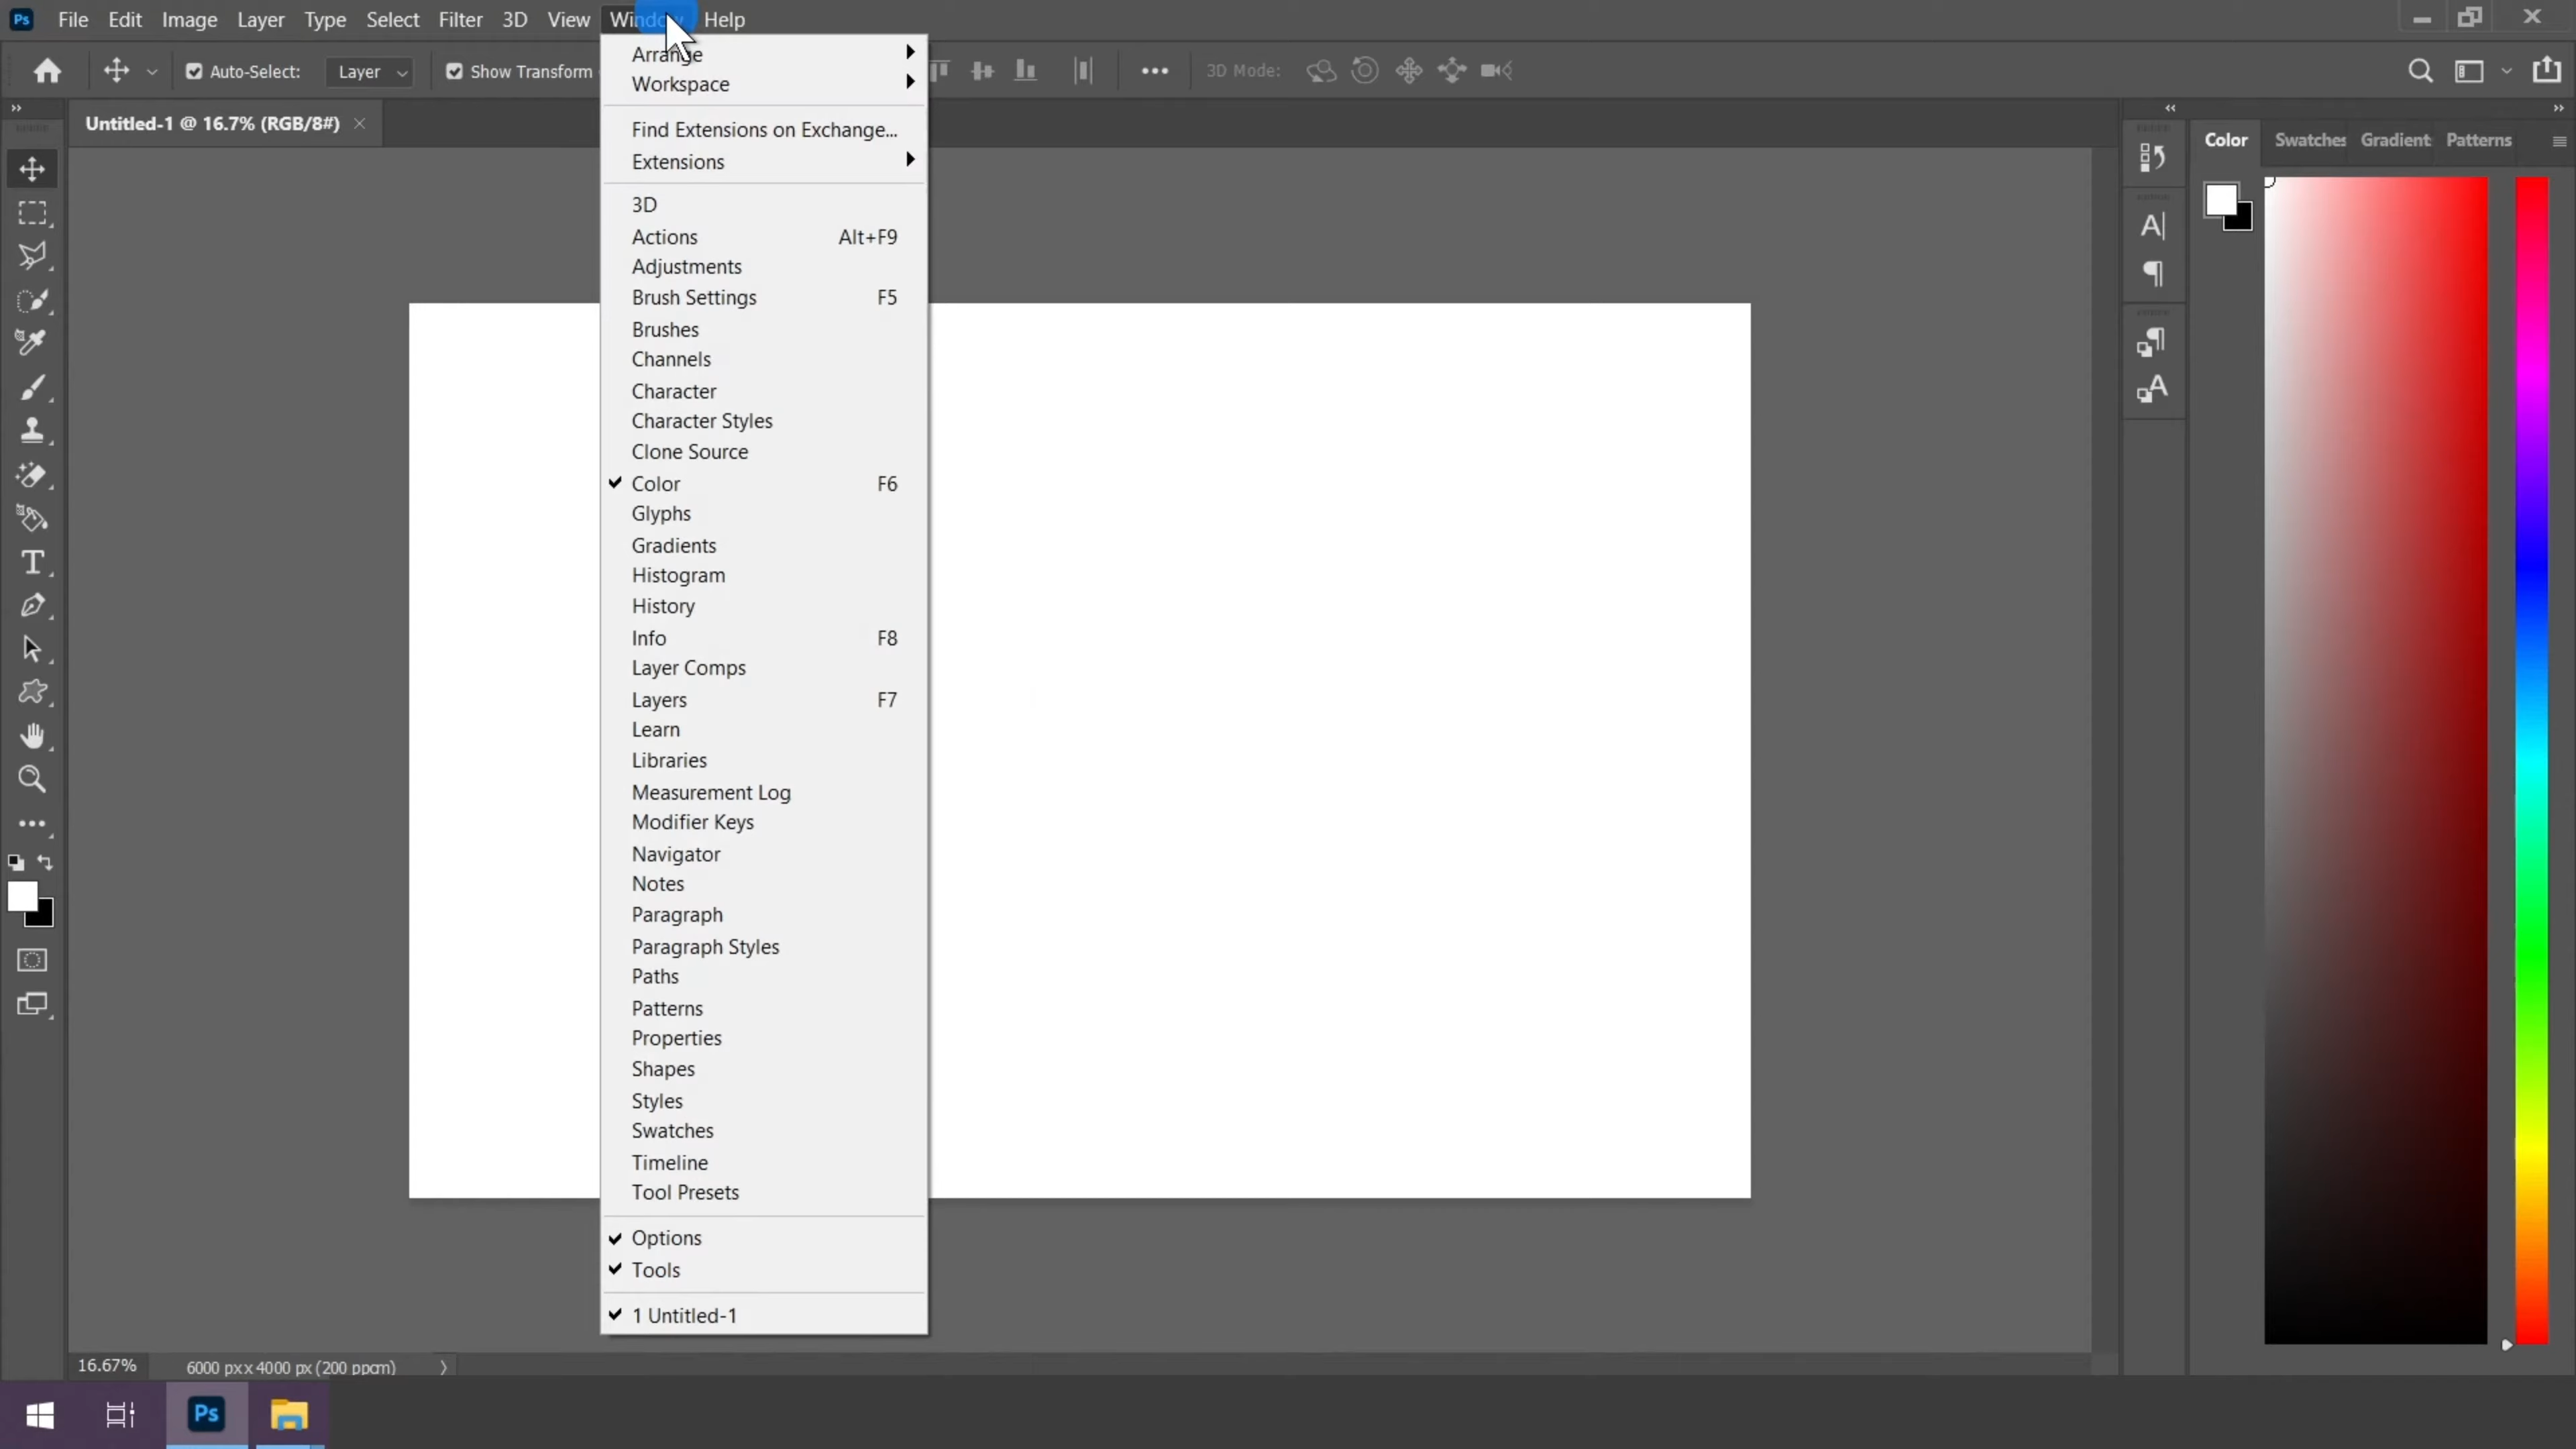 Ps File Edit Image Layer Type Select Filter 3D View Window Help
Auto-Select: Layer Show Transform 3D Mode:
Untitled-1 @ 16.7% (RGB/8#)
Arrange
Workspace
Find Extensions on Exchange...
Extensions
3D
Actions Alt+F9
Adjustments
Brush Settings F5
Brushes
Channels
Character
Character Styles
Clone Source
Color F6
Glyphs
Gradients
Histogram
History
Info F8
Layer Comps
Layers F7
Learn
Libraries
Measurement Log
Modifier Keys
Navigator
Notes
Paragraph
Paragraph Styles
Paths
Patterns
Properties
Shapes
Styles
Swatches
Timeline
Tool Presets
Options
Tools
1 Untitled-1
Color Swatches Gradient Patterns
16.67% 6000 px x 4000 px (200 ppcm)
Ps